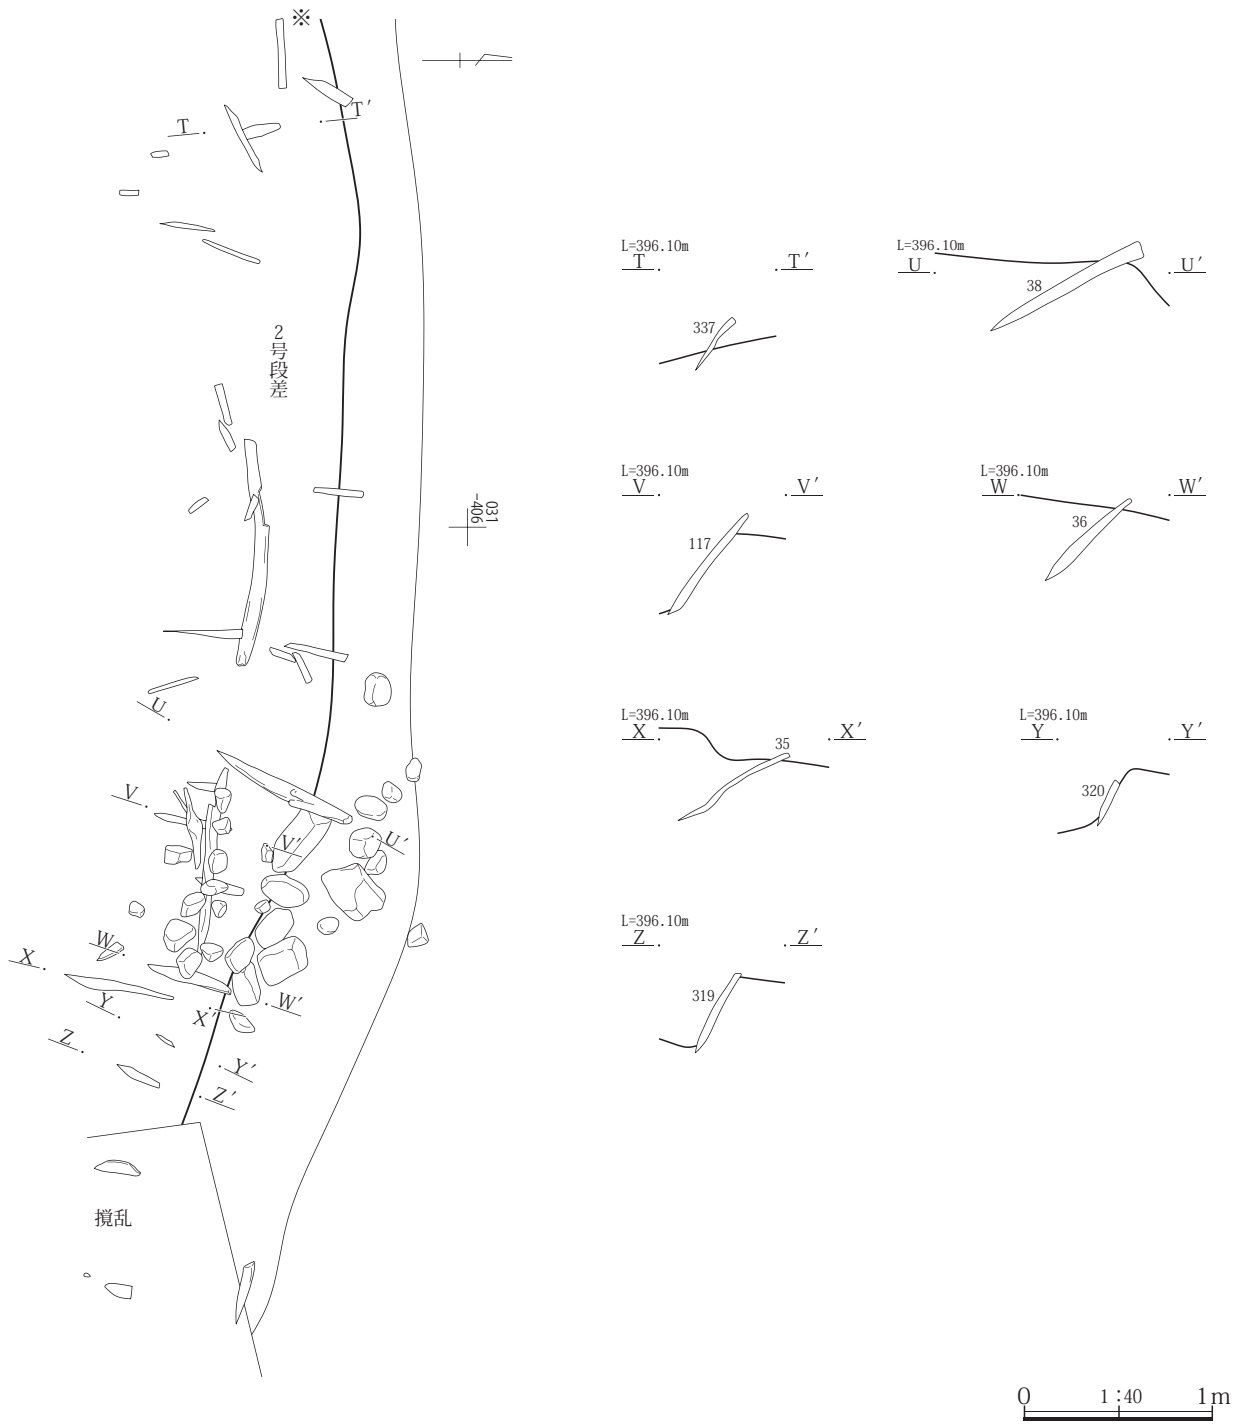 ※
T
T′
2号段差
031
-406
U
V
V′
U′
W
X
Y
W′
X′
Z
Y′
Z′
撹乱
L=396.10m
T
T′
337
L=396.10m
U
U′
38
L=396.10m
V
V′
117
L=396.10m
W
W′
36
L=396.10m
X
X′
35
L=396.10m
Y
Y′
320
L=396.10m
Z
Z′
319
0 1:40 1m